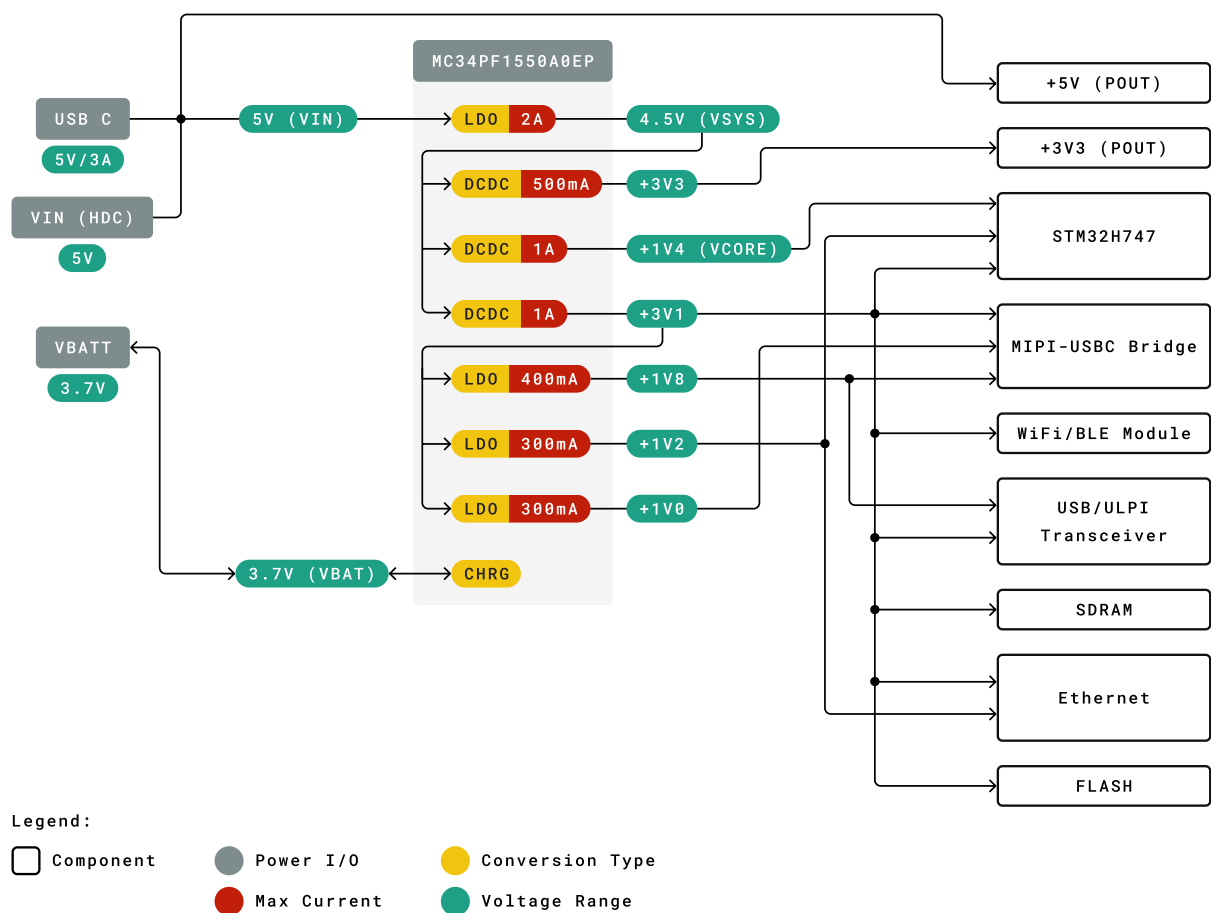 MC34PF1550A0EP
USB C
5V/3A
VIN (HDC)
5V
VBATT
3.7V
5V (VIN)
LDO 2A
4.5V (VSYS)
DCDC 500mA
+3V3
DCDC 1A
+1V4 (VCORE)
DCDC 1A
+3V1
LDO 400mA
+1V8
LDO 300mA
+1V2
LDO 300mA
+1V0
3.7V (VBAT)
CHRG
+5V (POUT)
+3V3 (POUT)
STM32H747
MIPI-USBC Bridge
WiFi/BLE Module
USB/ULPI
Transceiver
SDRAM
Ethernet
FLASH
Legend:
Component
Power I/O
Conversion Type
Max Current
Voltage Range